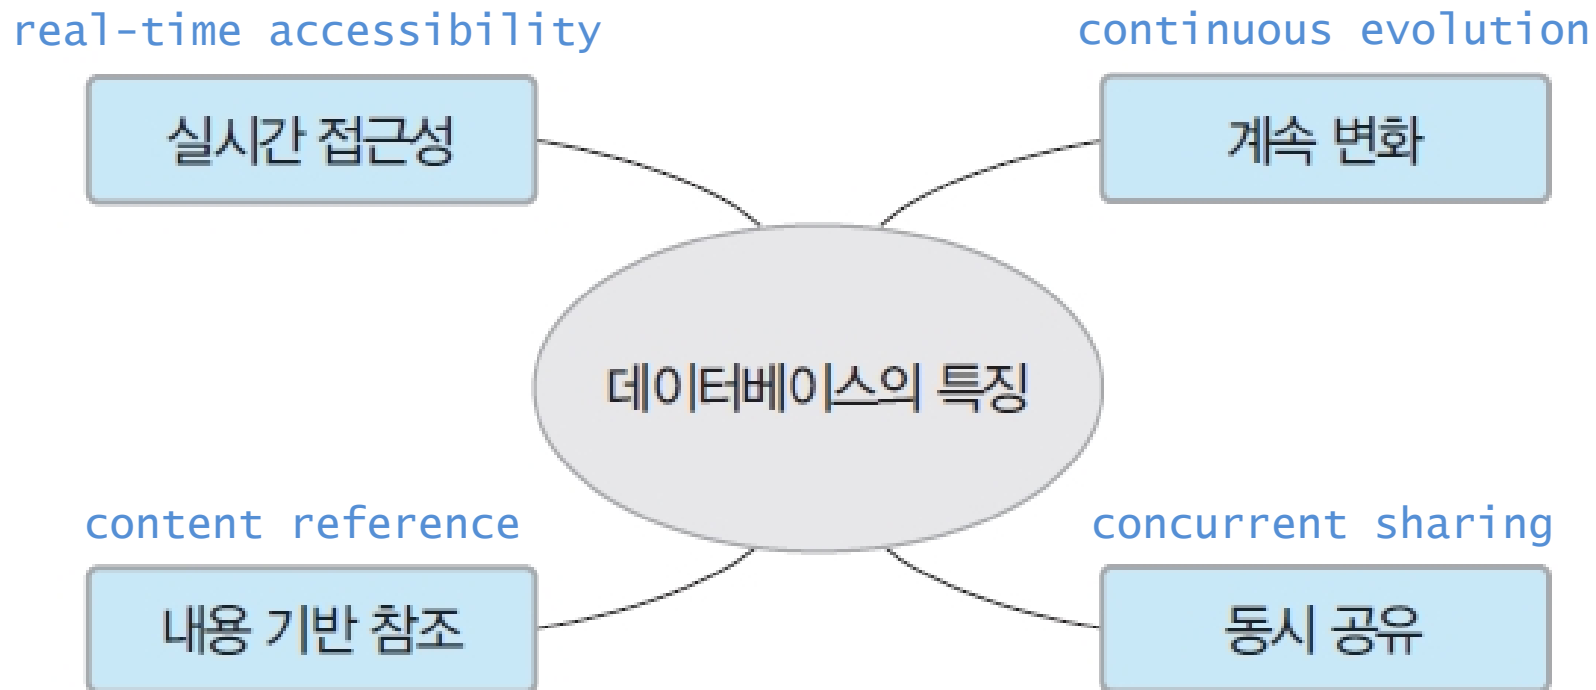 real-time accessibility
실시간 접근성
continuous evolution
계속 변화
데이터베이스의 특징
content reference
내용 기반 참조
concurrent sharing
동시 공유